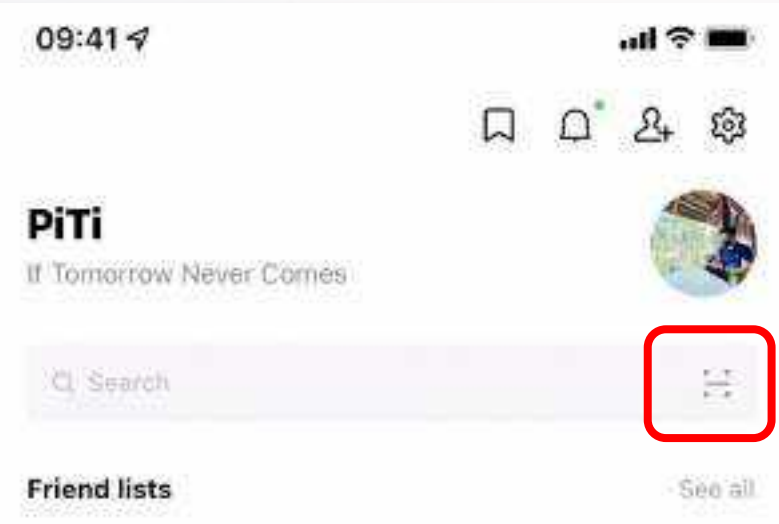 09:41
PiTi
If Tomorrow Never Comes
Search
Friend lists
See all